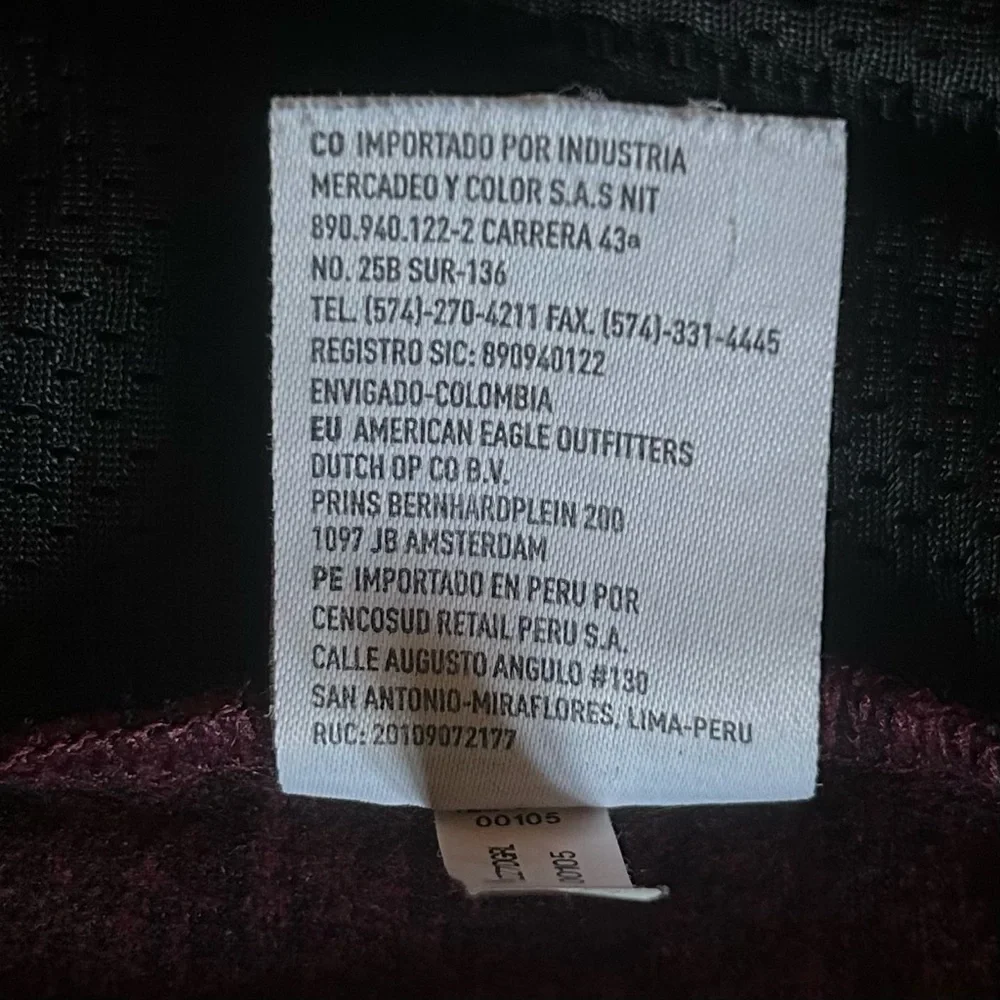 CO IMPORTADO POR INDUSTRIA
MERCADEO Y COLOR S.A.S NIT
890.940.122-2 CARRERA 43a
NO. 25B SUR-136
TEL. (574)-270-4211 FAX. (574)-331-4445
REGISTRO SIC: 890940122
ENVIGADO-COLOMBIA
EU AMERICAN EAGLE OUTFITTERS
DUTCH OP CO B.V.
PRINS BERNHARDPLEIN 200
1097 JB AMSTERDAM
PE IMPORTADO EN PERU POR
CENCOSUD RETAIL PERU S.A.
CALLE AUGUSTO ANGULO #130
SAN ANTONIO-MIRAFLORES, LIMA-PERU
RUC: 20109072177
00105